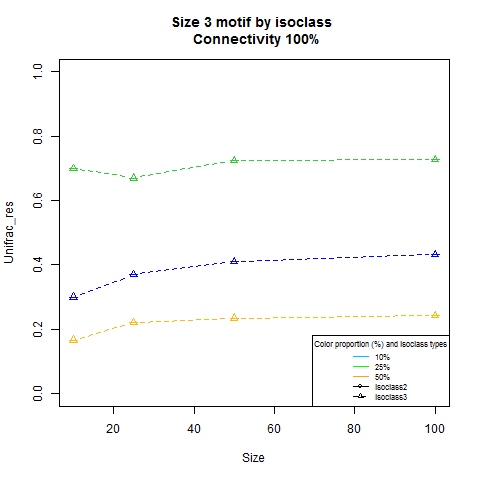 Size 3 motif by isoclass
Connectivity 100%
Unifrac_res
0.0
0.2
0.4
0.6
0.8
1.0
20
40
60
80
100
Size
Color proportion (%) and Isoclass types
10%
25%
50%
Isoclass2
Isoclass3